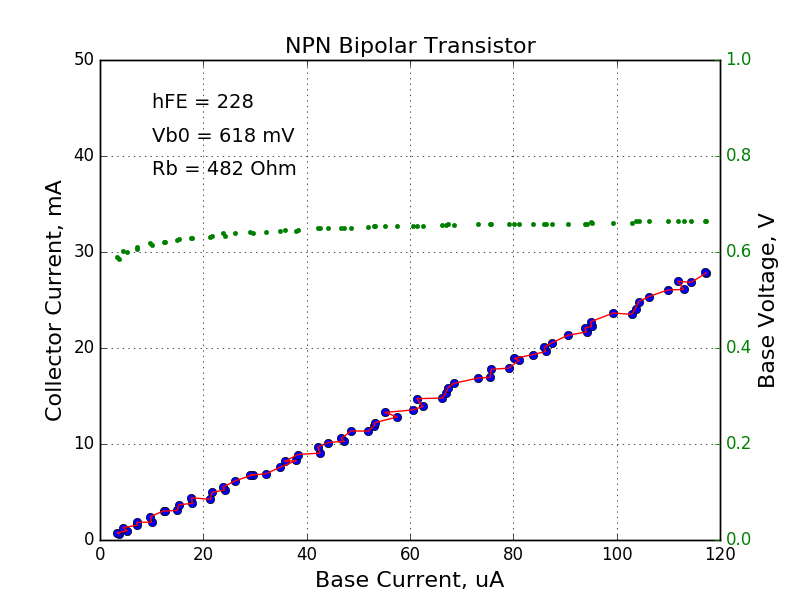 NPN Bipolar Transistor
hFE = 228
Vb0 = 618 mV
Rb = 482 Ohm
50
40
30
20
10
0
Collector Current, mA
1.0
0.8
0.6
0.4
0.2
0.0
Base Voltage, V
0 20 40 60 80 100 120
Base Current, uA